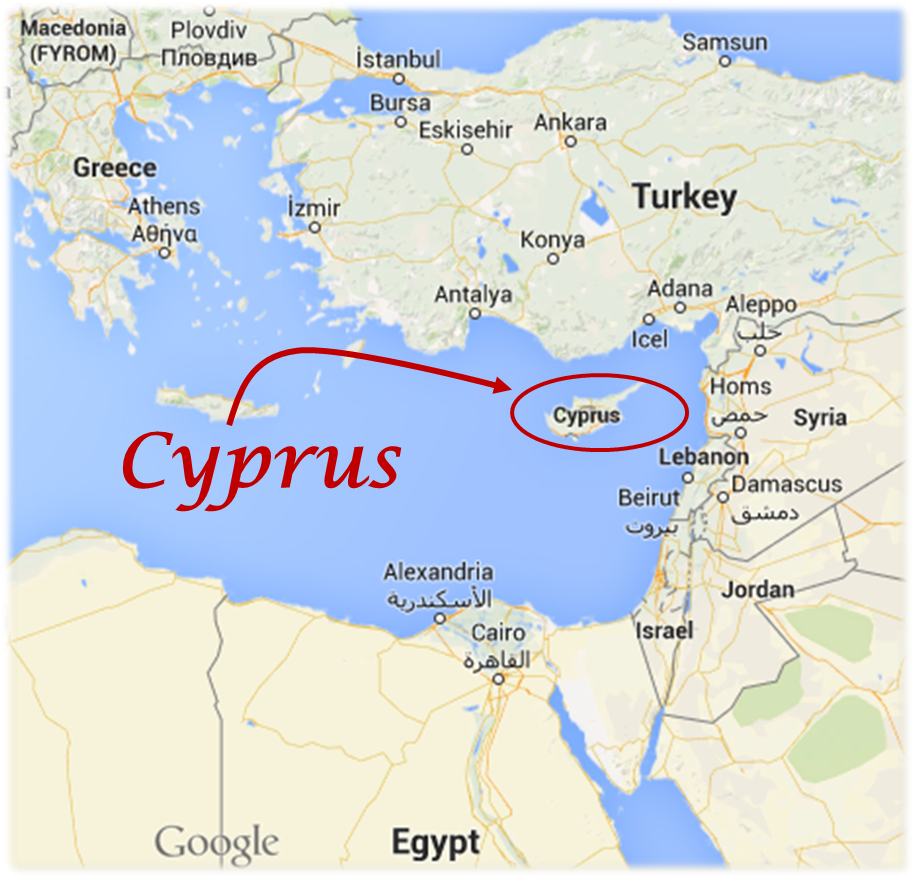 Macedonia
(FYROM)
Plovdiv
Пловдив
İstanbul
Samsun
Bursa
Eskisehir
Ankara
Greece
Athens
Αθήνα
İzmir
Turkey
Konya
Antalya
Adana
Icel
Aleppo
حلب
Cyprus
Homs
حمص
Syria
Cyprus
Lebanon
Beirut
بيروت
Damascus
دمشق
Alexandria
الأسكندرية
Jordan
Cairo
القاهرة
Israel
Google
Egypt